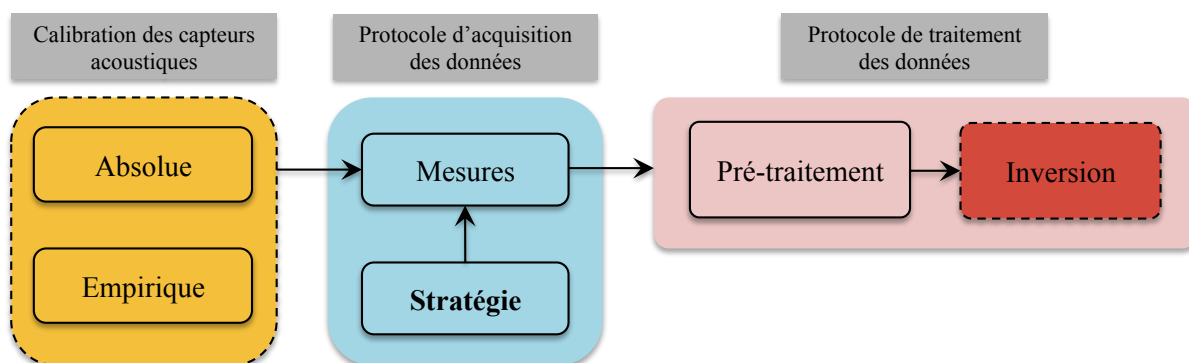 Calibration des capteurs
acoustiques
Protocole d’acquisition
des données
Protocole de traitement
des données
Absolue
Empirique
Mesures
Stratégie
Pré-traitement
Inversion